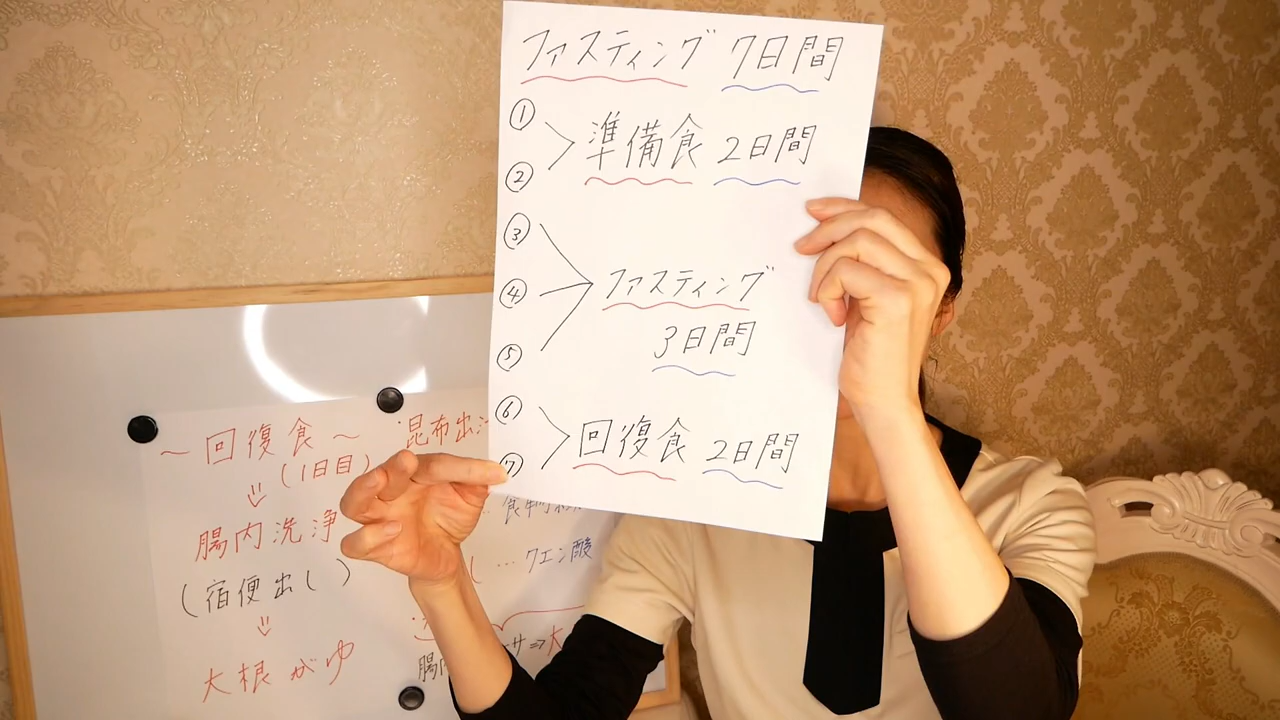 ファスティング 7日間
①
② 準備食 2日間
③
④ ファスティング
3日間
⑤
⑥
⑦ 回復食 2日間
～回復食～
(1日目)
⇓
腸内洗浄
(宿便出し)
⇓
大根がゆ
昆布出汁
… クエン酸